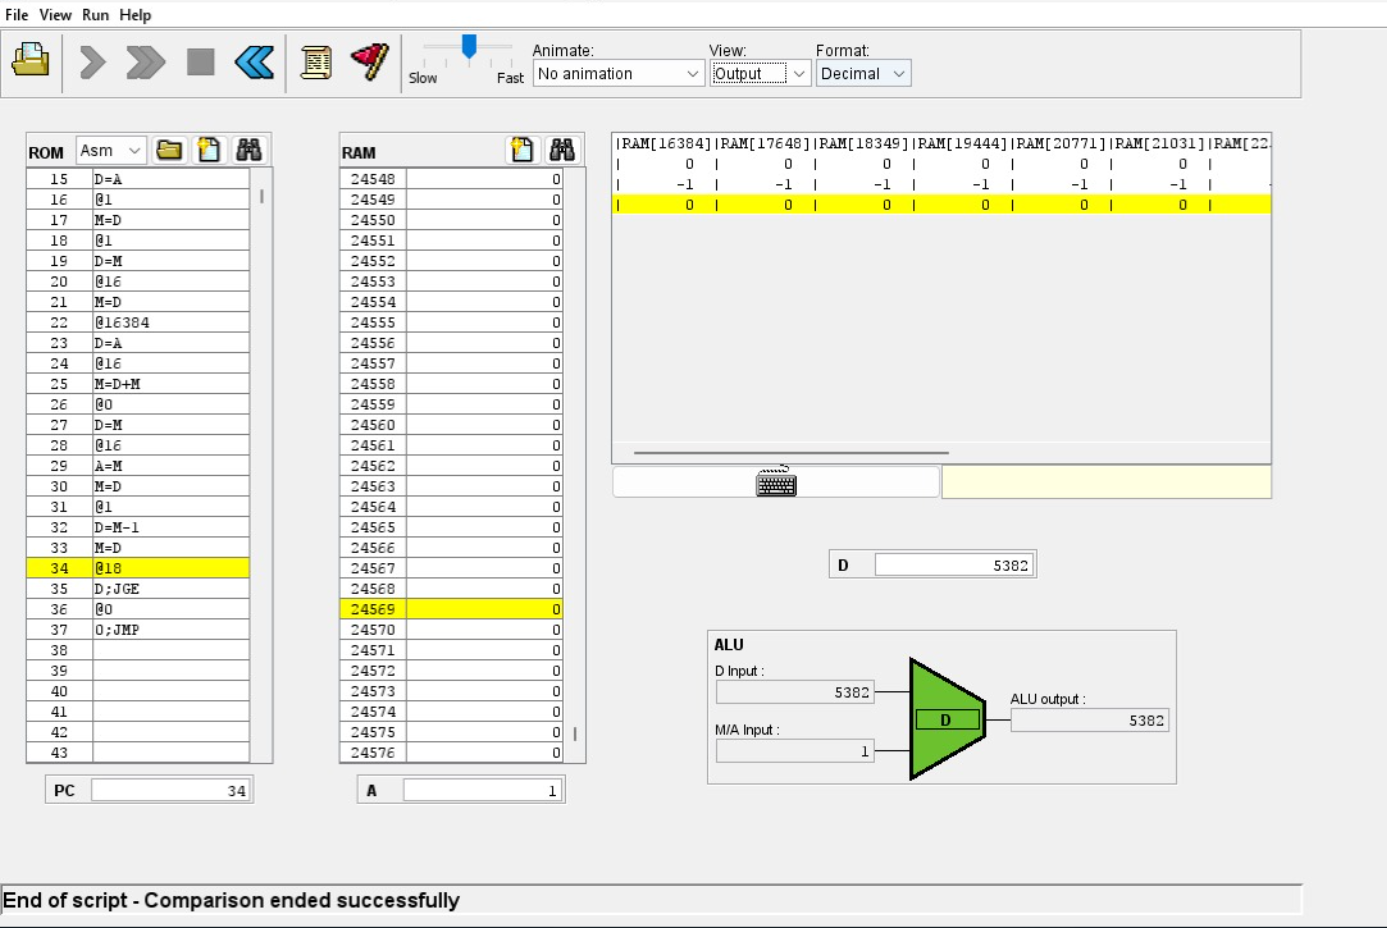 File View Run Help
Slow Fast
Animate:
No animation
View:
Output
Format:
Decimal
ROM Asm
15 D=A
16 @1
17 M=D
18 @1
19 D=M
20 @16
21 M=D
22 @16384
23 D=A
24 @16
25 M=D+M
26 @0
27 D=M
28 @16
29 A=M
30 M=D
31 @1
32 D=M-1
33 M=D
34 @18
35 D;JGE
36 @0
37 0;JMP
38
39
40
41
42
43
PC 34
RAM
24548 0
24549 0
24550 0
24551 0
24552 0
24553 0
24554 0
24555 0
24556 0
24557 0
24558 0
24559 0
24560 0
24561 0
24562 0
24563 0
24564 0
24565 0
24566 0
24567 0
24568 0
24569 0
24570 0
24571 0
24572 0
24573 0
24574 0
24575 0
24576 0
A 1
|RAM[16384]|RAM[17648]|RAM[18349]|RAM[19444]|RAM[20771]|RAM[21031]|RAM[22
| 0 | 0 | 0 | 0 | 0 | 0 |
| -1 | -1 | -1 | -1 | -1 | -1 |
| 0 | 0 | 0 | 0 | 0 | 0 |
D 5382
ALU
D Input :
5382
M/A Input :
1
D
ALU output :
5382
End of script - Comparison ended successfully